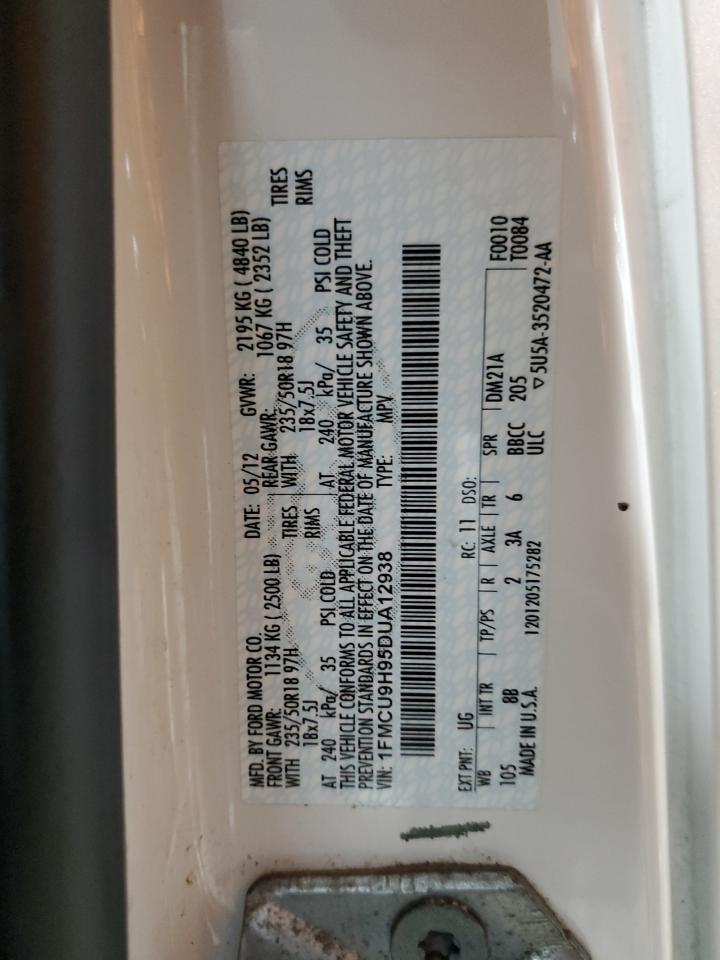 MFD. BY FORD MOTOR CO. DATE: 05/12 GVWR: 2195 KG ( 4840 LB)
FRONT GAWR: 1134 KG ( 2500 LB) REAR GAWR: 1067 KG ( 2352 LB)
WITH 235/50R18 97H TIRES WITH 235/50R18 97H TIRES
18x7.5J RIMS 18x7.5J RIMS
AT 240 kPa/ 35 PSI COLD AT 240 kPa/ 35 PSI COLD
THIS VEHICLE CONFORMS TO ALL APPLICABLE FEDERAL MOTOR VEHICLE SAFETY AND THEFT
PREVENTION STANDARDS IN EFFECT ON THE DATE OF MANUFACTURE SHOWN ABOVE.
VIN: 1FMCU9H95DUA12938 TYPE: MPV
EXT PNT: UG RC: 11 DSO: F0010
WB INT TR TP/PS R AXLE TR SPR DM21A T0084
105 8B 2 3A 6 BBCC 205
MADE IN U.S.A. 1201205175282 ULC ▽5U5A-3520472-AA